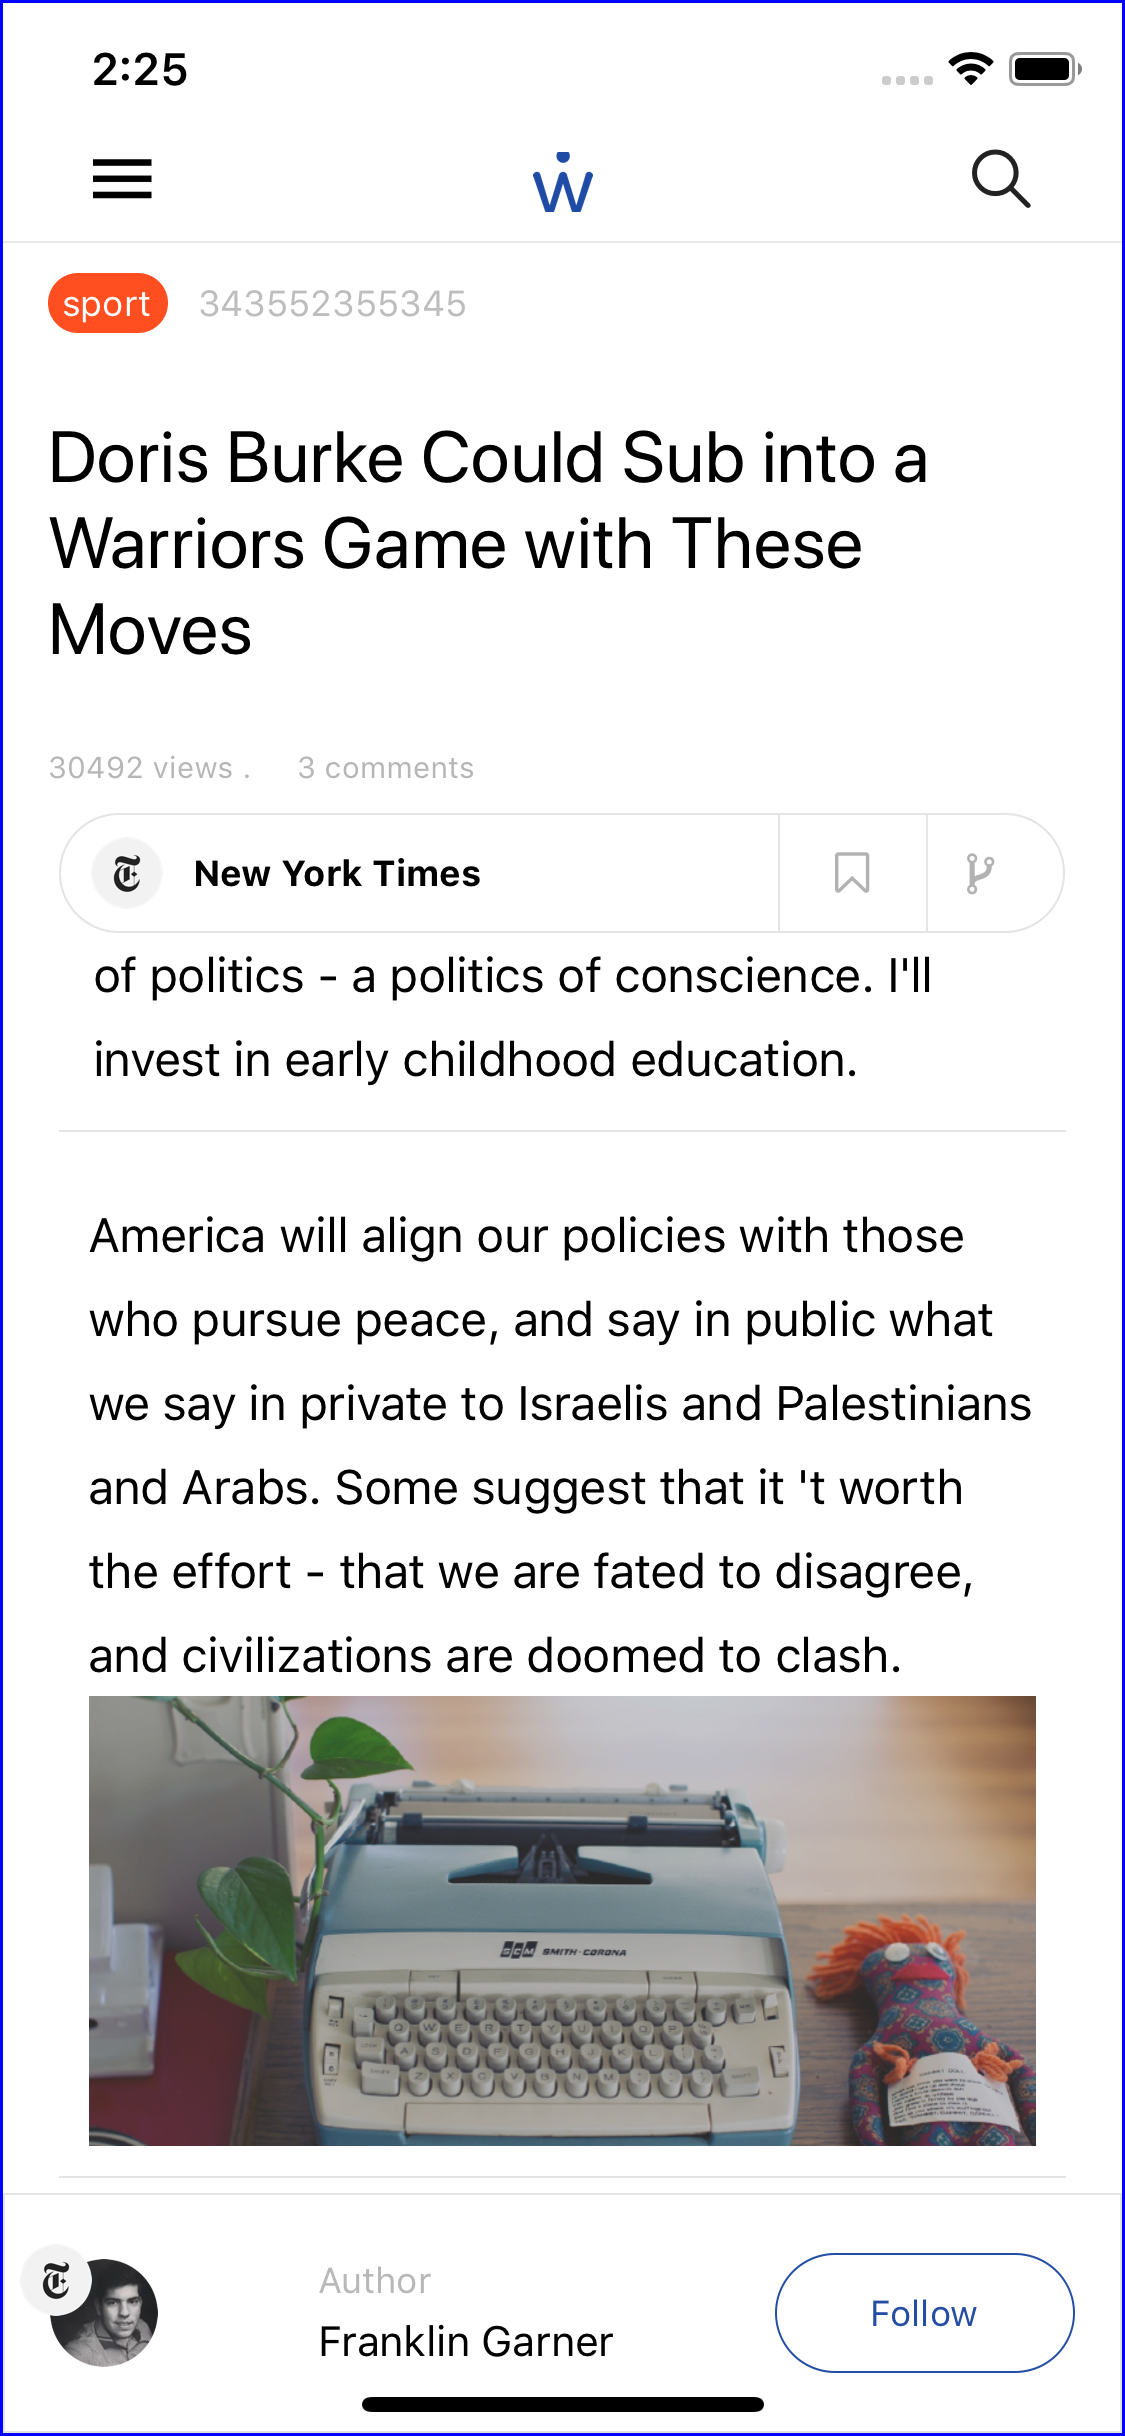 2:25
sport 343552355345
Doris Burke Could Sub into a
Warriors Game with These
Moves
30492 views . 3 comments
New York Times
of politics - a politics of conscience. I'll
invest in early childhood education.
America will align our policies with those
who pursue peace, and say in public what
we say in private to Israelis and Palestinians
and Arabs. Some suggest that it 't worth
the effort - that we are fated to disagree,
and civilizations are doomed to clash.
SCM SMITH-CORONA
Q W E R T Y U I O P
A S D F G H J K L
Z X C V B N M
Author
Franklin Garner
Follow